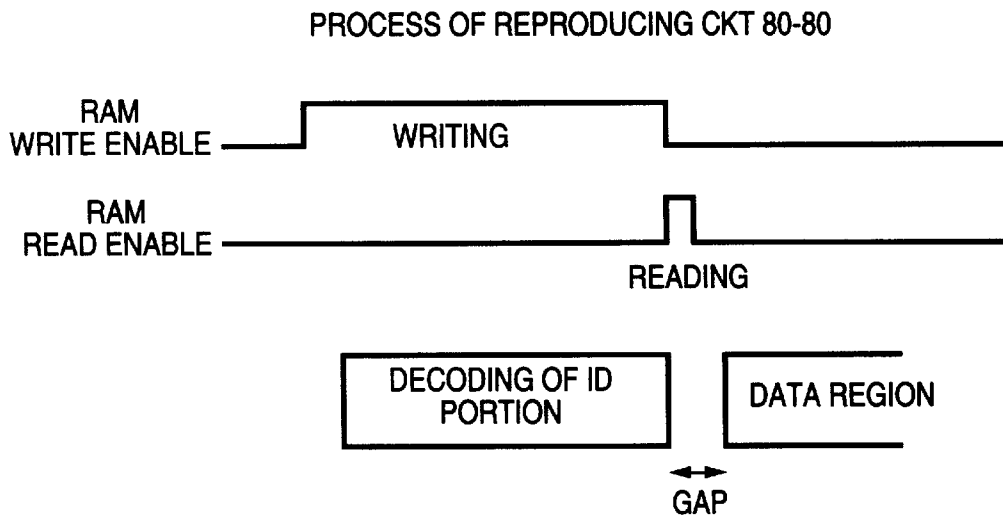 PROCESS OF REPRODUCING CKT 80-80
RAM
WRITE ENABLE
WRITING
RAM
READ ENABLE
READING
DECODING OF ID
PORTION
DATA REGION
GAP